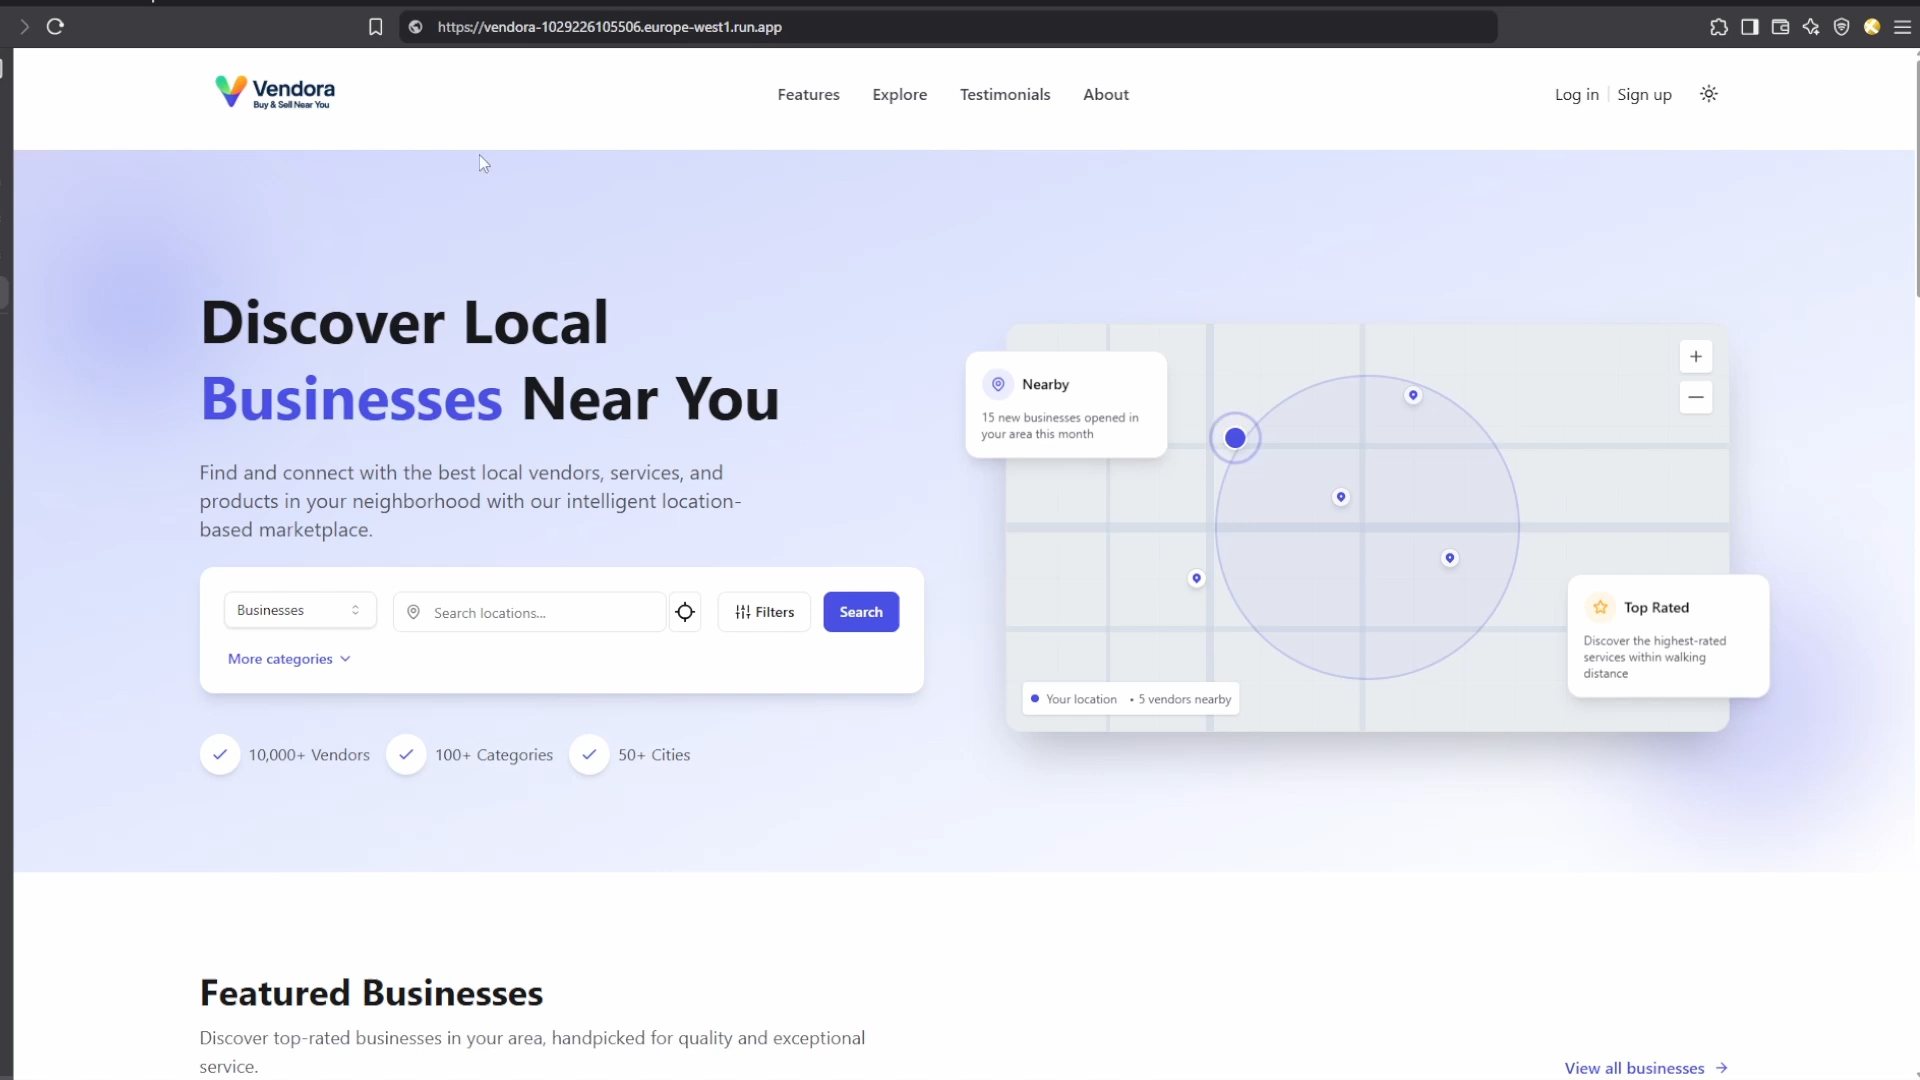 https://vendora-1029226105506.europe-west1.run.app
Vendora
Buy & Sell Near You
Features
Explore
Testimonials
About
Log in
Sign up
Discover Local
Businesses Near You
Find and connect with the best local vendors, services, and
products in your neighborhood with our intelligent location-
based marketplace.
Businesses
Search locations...
Filters
Search
More categories
10,000+ Vendors
100+ Categories
50+ Cities
Nearby
15 new businesses opened in
your area this month
Top Rated
Discover the highest-rated
services within walking
distance
Your location • 5 vendors nearby
Featured Businesses
Discover top-rated businesses in your area, handpicked for quality and exceptional
service.
View all businesses →